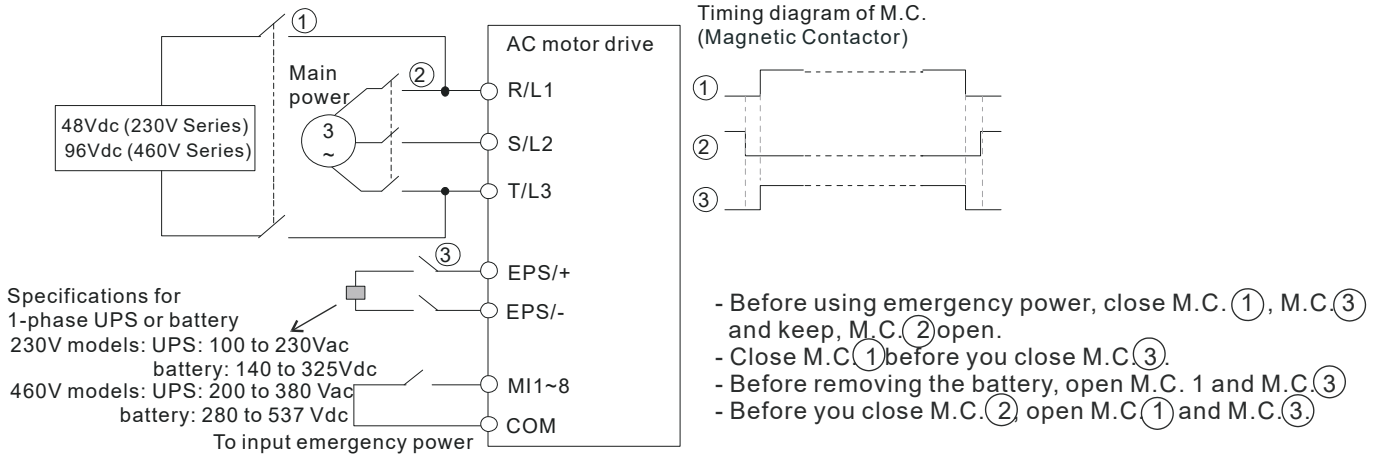 ①
Main
power
②
48Vdc (230V Series)
96Vdc (460V Series)
3
~
AC motor drive
R/L1
S/L2
T/L3
③
EPS/+
EPS/-
MI1~8
COM
Specifications for
1-phase UPS or battery
230V models: UPS: 100 to 230Vac
battery: 140 to 325Vdc
460V models: UPS: 200 to 380 Vac
battery: 280 to 537 Vdc
To input emergency power
Timing diagram of M.C.
(Magnetic Contactor)
①
②
③
- Before using emergency power, close M.C. ①, M.C.③
and keep, M.C.②open.
- Close M.C①before you close M.C.③.
- Before removing the battery, open M.C. 1 and M.C.③
- Before you close M.C.②, open M.C.① and M.C.③.